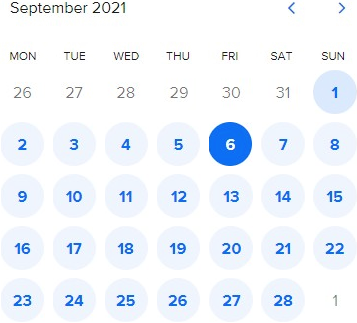 September 2021
MON TUE WED THU FRI SAT SUN
26 27 28 29 30 31 1
2 3 4 5 6 7 8
9 10 11 12 13 14 15
16 17 18 19 20 21 22
23 24 25 26 27 28 1